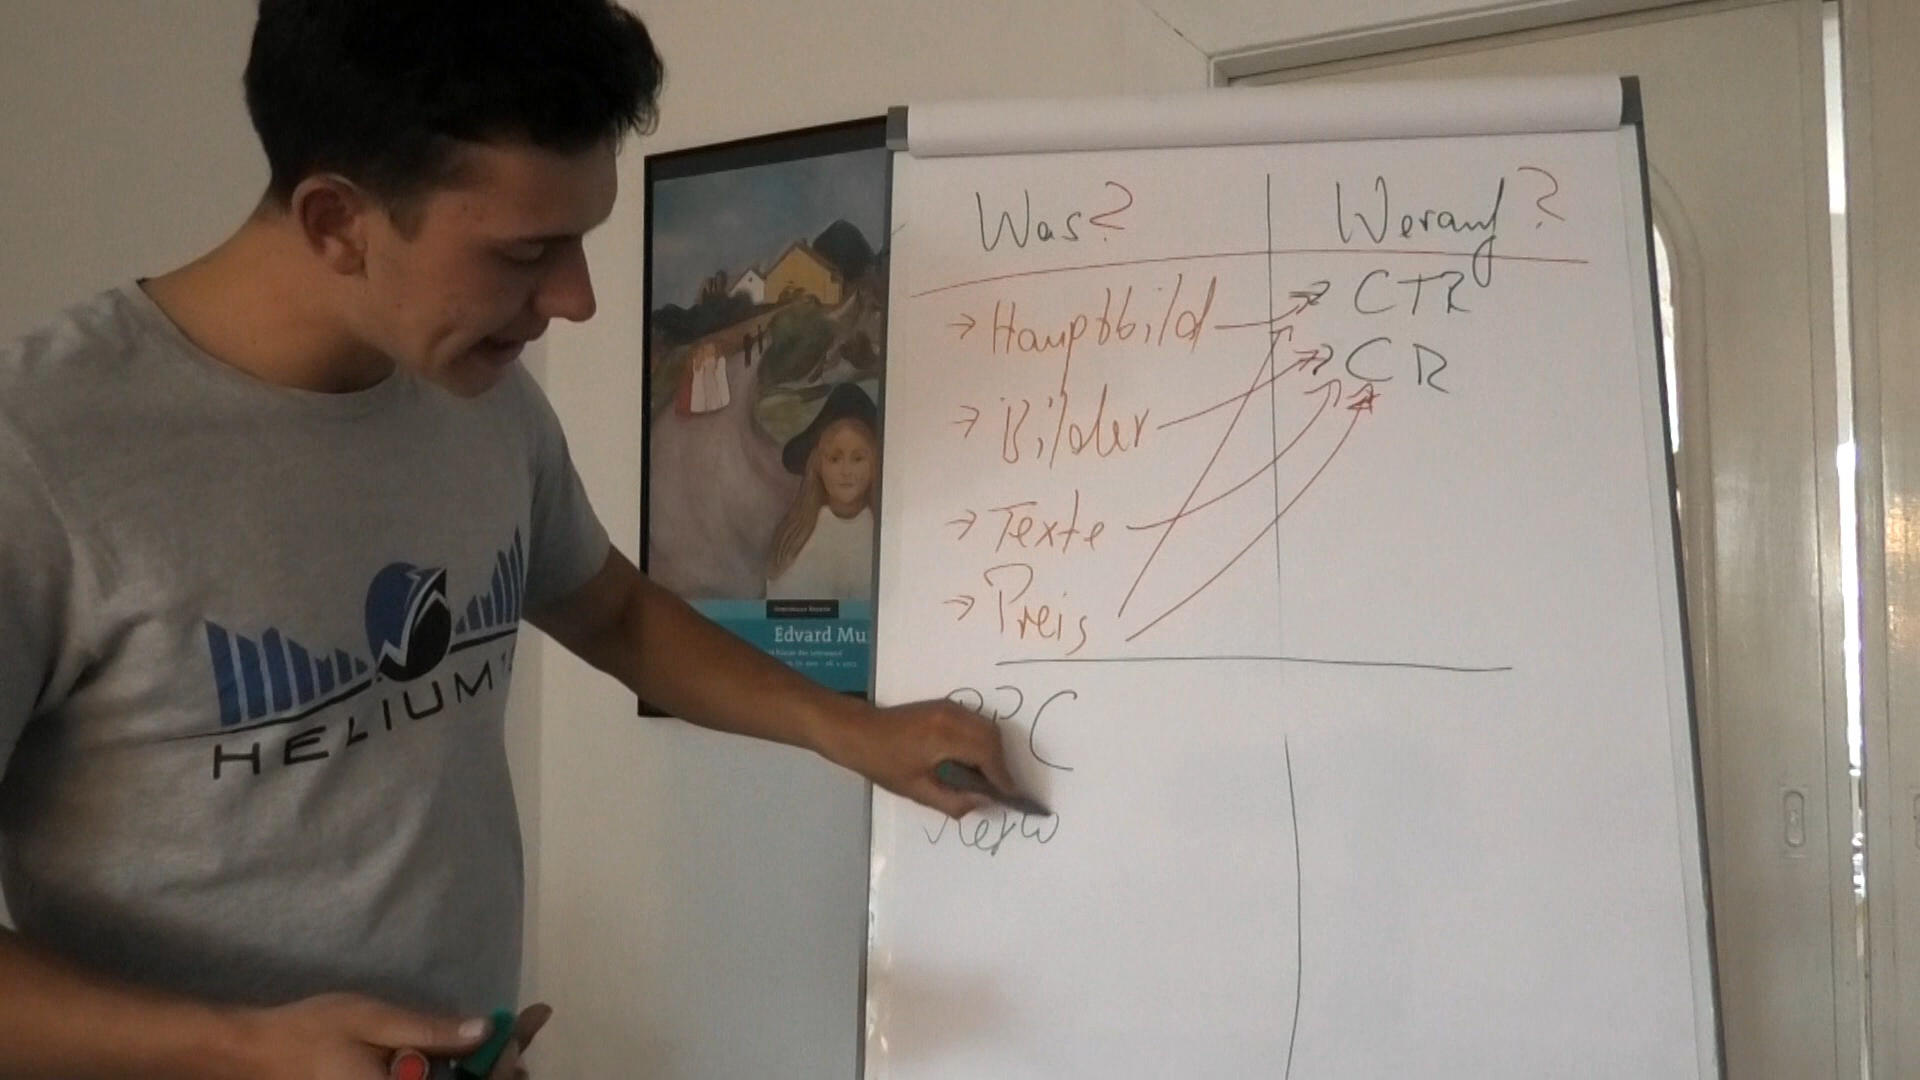 Was? Worauf?
→ Hauptbild → CTR
→ Bilder → CR
→ Texte
→ Preis
PPC
Edvard Mu
HELIUM